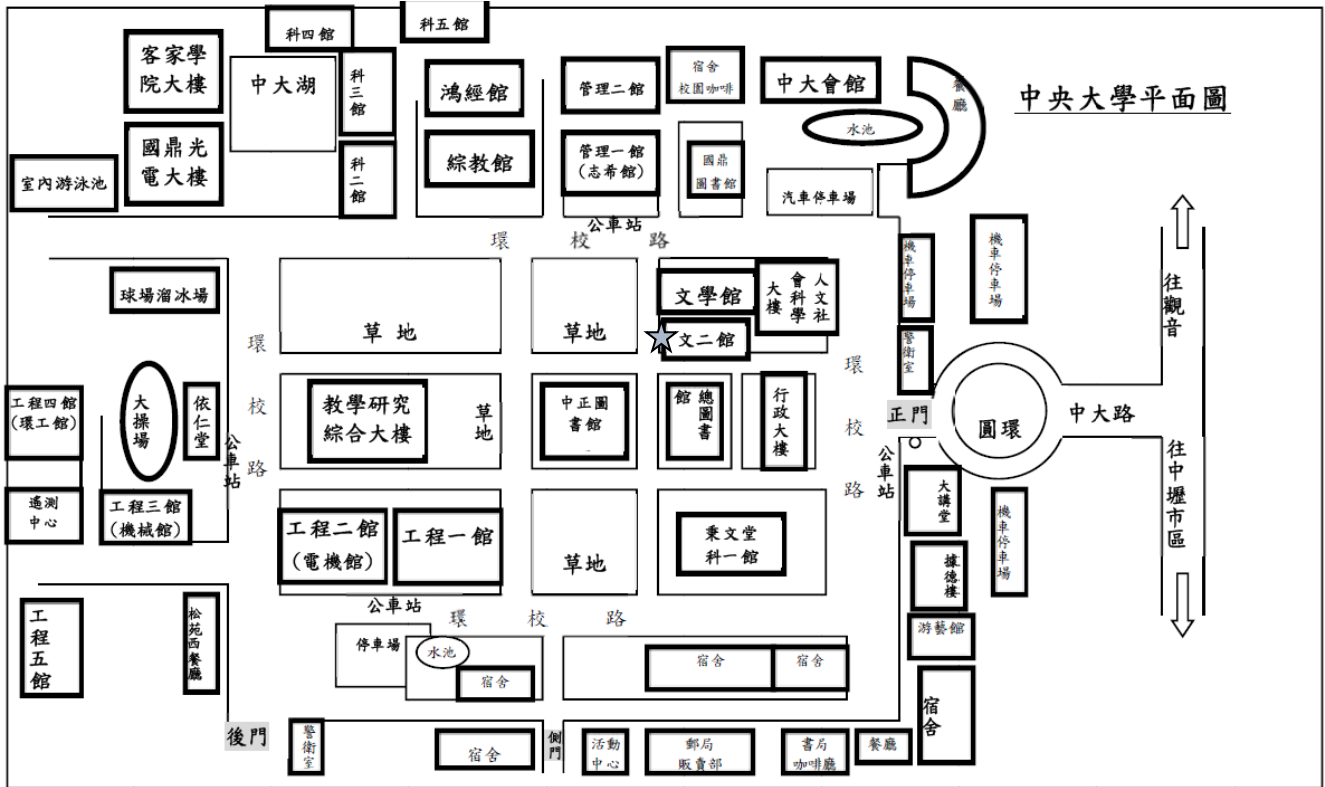 中央大學平面圖
科四館
科五館
客家學
院大樓
中大湖
科三館
鴻經館
管理二館
宿舍
校園咖啡
中大會館
餐廳
水池
國鼎光
電大樓
室內游泳池
科二館
綜教館
管理一館
(志希館)
國鼎
圖書館
汽車停車場
公車站
環校路
機車停車場
機車停車場
往觀音
球場溜冰場
草地
草地
文學館
人文社
會科學
大樓
文二館
環校路
環校路
警衛室
工程四館
(環工館)
大操場
依仁堂
公車站
教學研究
綜合大樓
草地
中正圖
書館
總圖書
館
行政大樓
正門
圓環
中大路
公車站
往中壢市區
遙測
中心
工程三館
(機械館)
工程二館
(電機館)
工程一館
草地
秉文堂
科一館
大講堂
機車停車場
據德樓
公車站
環校路
工程五館
松苑西餐廳
停車場
水池
宿舍
宿舍
宿舍
游藝館
宿舍
後門
警衛室
宿舍
側門
活動
中心
郵局
販賣部
書局
咖啡廳
餐廳